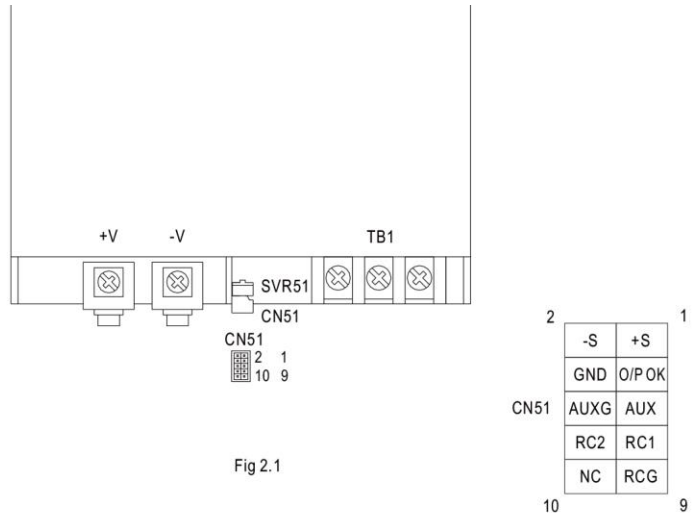 +V -V TB1
SVR51
CN51
CN51
2 1
10 9
Fig 2.1
2 1
-S +S
GND O/P OK
CN51 AUXG AUX
RC2 RC1
NC RCG
10 9